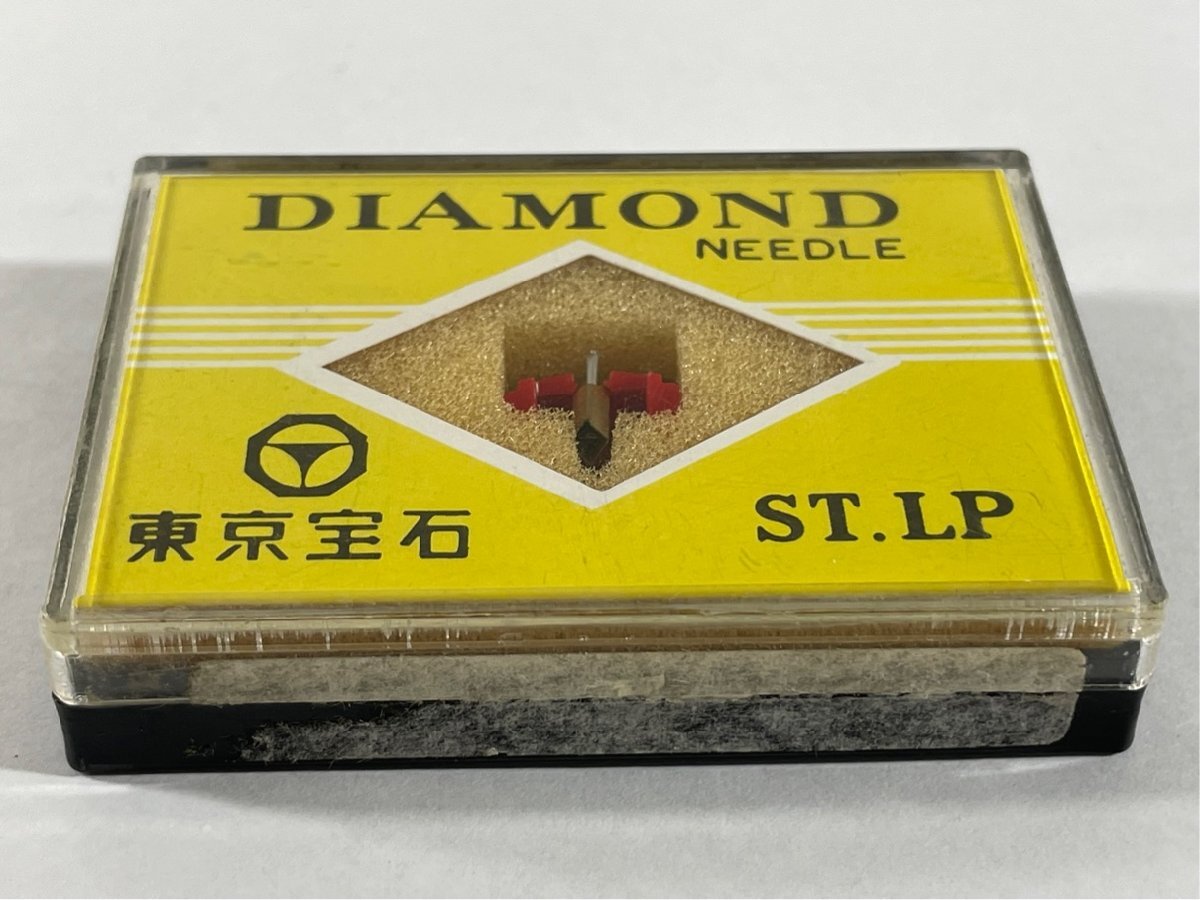 DIAMOND
NEEDLE
東京宝石
ST.LP